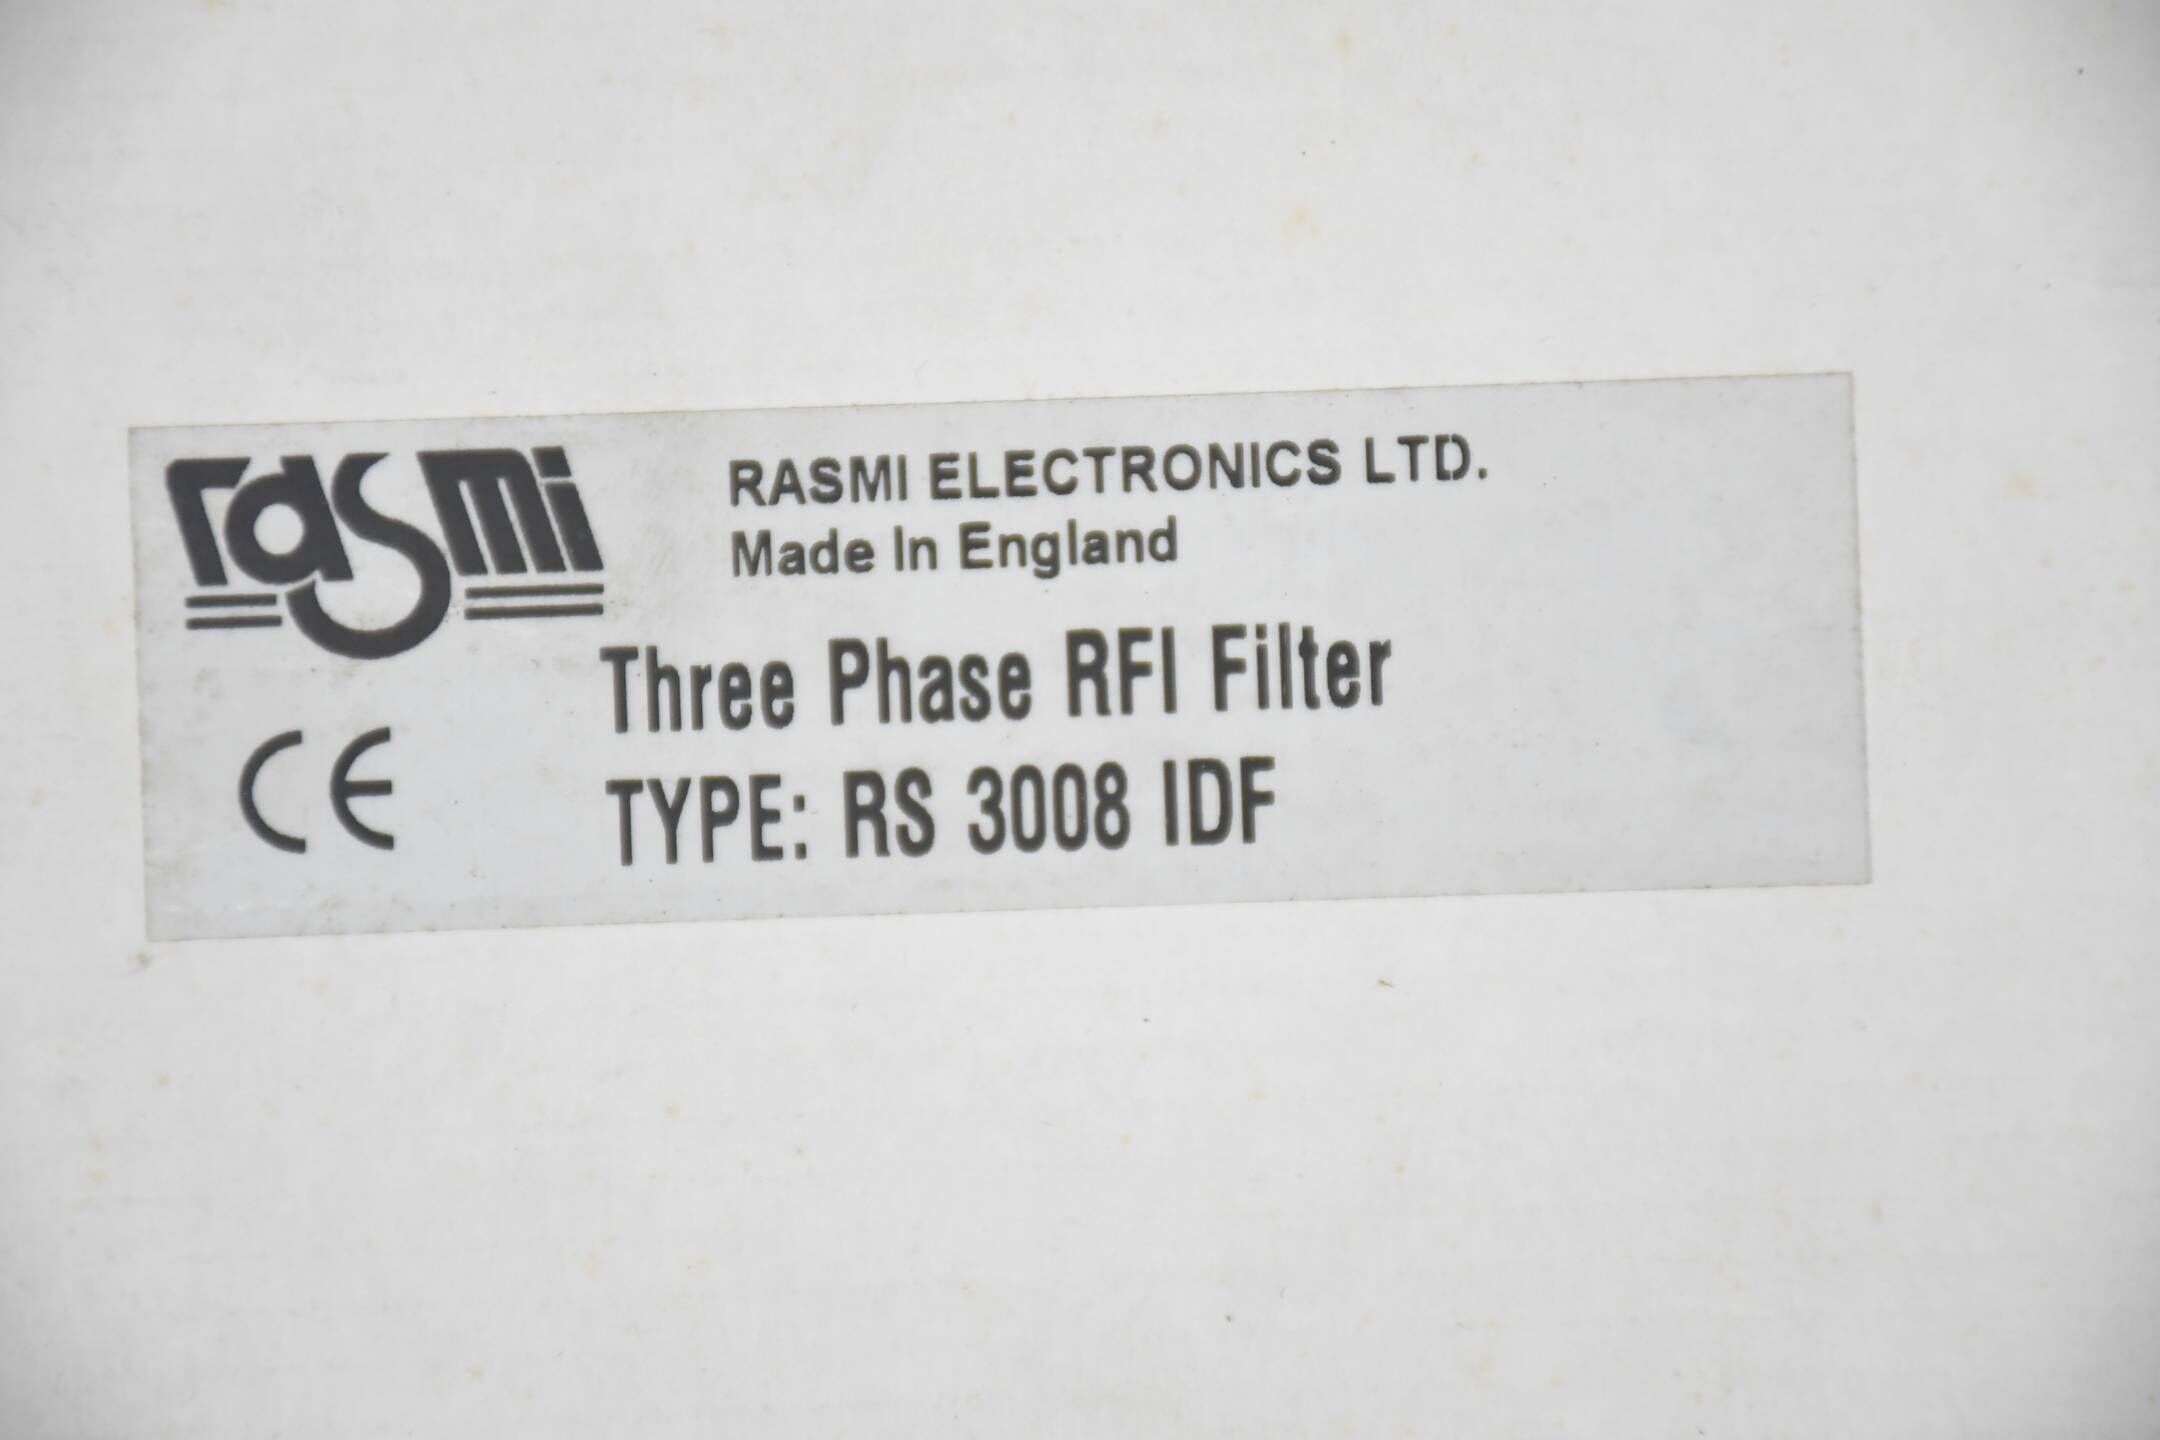 rasmi
RASMI ELECTRONICS LTD.
Made In England
Three Phase RFI Filter
CE
TYPE: RS 3008 IDF